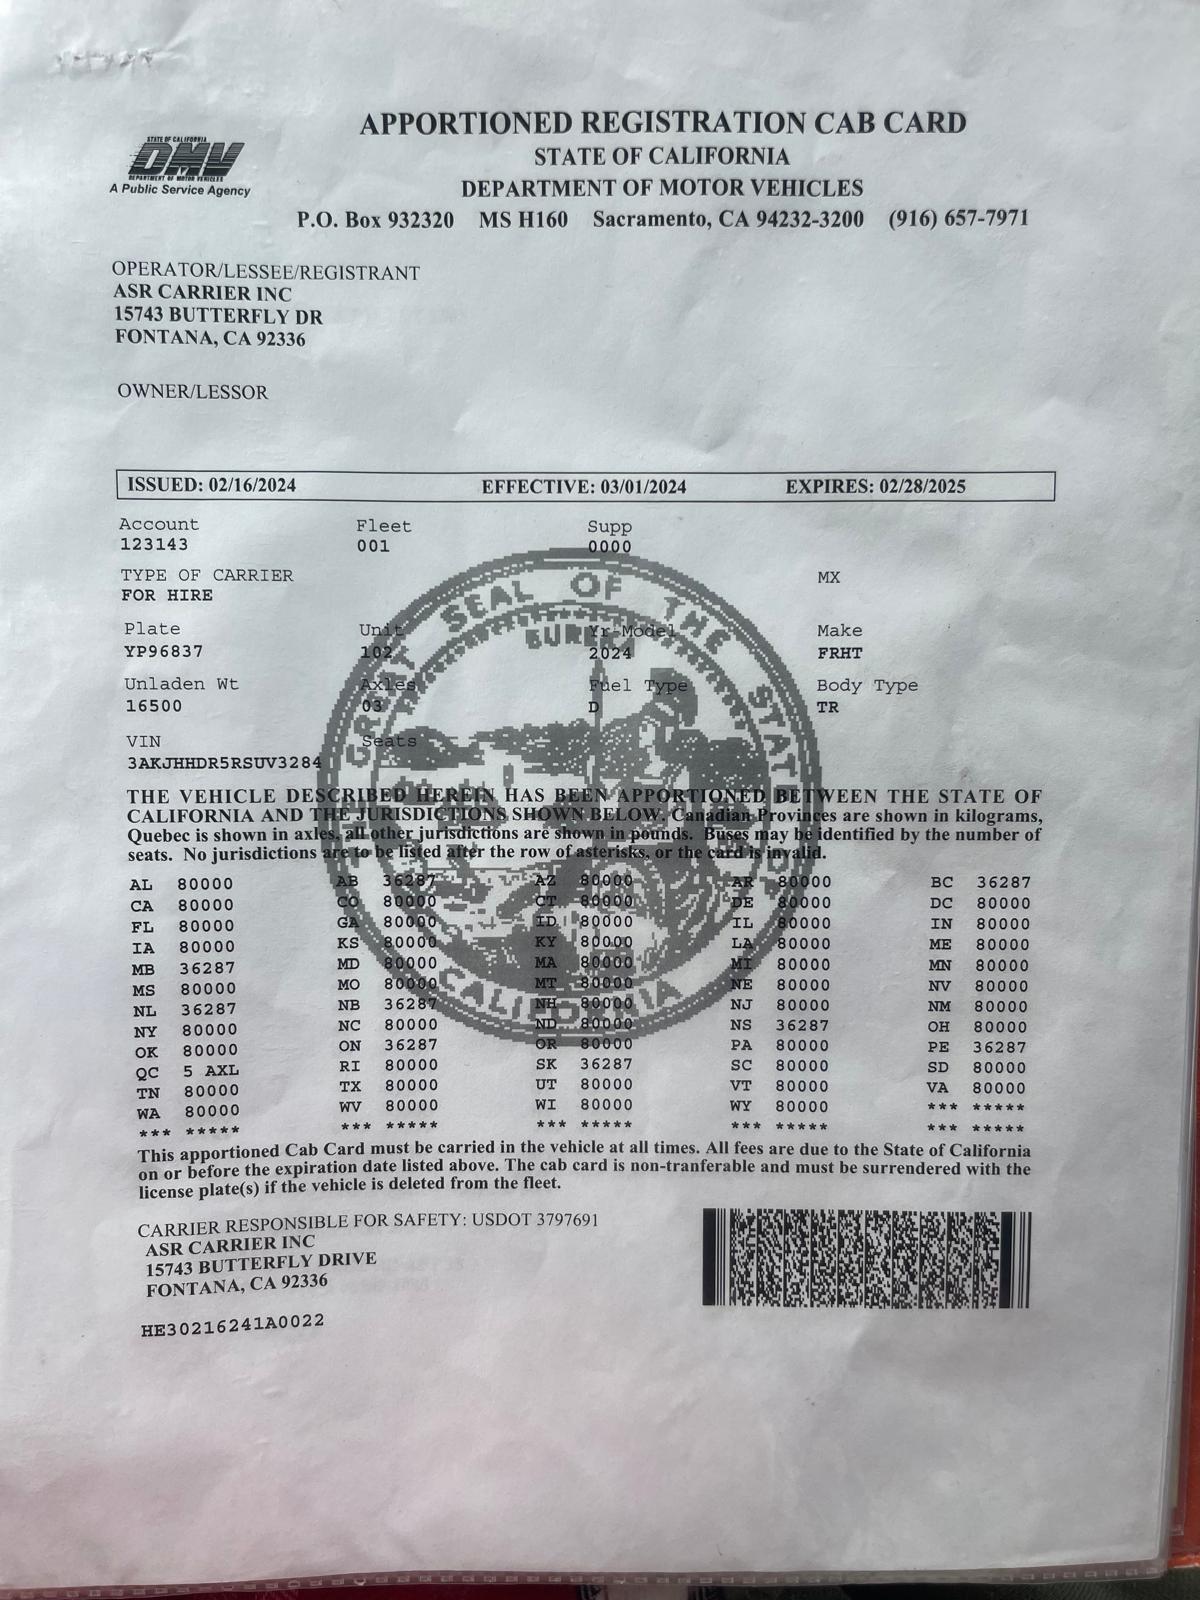 APPORTIONED REGISTRATION CAB CARD
STATE OF CALIFORNIA
DEPARTMENT OF MOTOR VEHICLES
P.O. Box 932320 MS H160 Sacramento, CA 94232-3200 (916) 657-7971
STATE OF CALIFORNIA
DMV
DEPARTMENT OF MOTOR VEHICLES
A Public Service Agency
OPERATOR/LESSEE/REGISTRANT
ASR CARRIER INC
15743 BUTTERFLY DR
FONTANA, CA 92336
OWNER/LESSOR
ISSUED: 02/16/2024 EFFECTIVE: 03/01/2024 EXPIRES: 02/28/2025
Account Fleet Supp
123143 001 0000
TYPE OF CARRIER MX
FOR HIRE
Plate Unit Yr-Model Make
YP96837 102 2024 FRHT
Unladen Wt Axles Fuel Type Body Type
16500 03 D TR
VIN Seats
3AKJHHDR5RSUV3284
THE VEHICLE DESCRIBED HEREIN HAS BEEN APPORTIONED BETWEEN THE STATE OF
CALIFORNIA AND THE JURISDICTIONS SHOWN BELOW. Canadian Provinces are shown in kilograms,
Quebec is shown in axles, all other jurisdictions are shown in pounds. Buses may be identified by the number of
seats. No jurisdictions are to be listed after the row of asterisks, or the card is invalid.
AL 80000 AB 36287 AZ 80000 AR 80000 BC 36287
CA 80000 CO 80000 CT 80000 DE 80000 DC 80000
FL 80000 GA 80000 ID 80000 IL 80000 IN 80000
IA 80000 KS 80000 KY 80000 LA 80000 ME 80000
MB 36287 MD 80000 MA 80000 MI 80000 MN 80000
MS 80000 MO 80000 MT 80000 NE 80000 NV 80000
NL 36287 NB 36287 NH 80000 NJ 80000 NM 80000
NY 80000 NC 80000 ND 80000 NS 36287 OH 80000
OK 80000 ON 36287 OR 80000 PA 80000 PE 36287
QC 5 AXL RI 80000 SK 36287 SC 80000 SD 80000
TN 80000 TX 80000 UT 80000 VT 80000 VA 80000
WA 80000 WV 80000 WI 80000 WY 80000 *** *****
*** ***** *** ***** *** ***** *** ***** *** *****
This apportioned Cab Card must be carried in the vehicle at all times. All fees are due to the State of California
on or before the expiration date listed above. The cab card is non-tranferable and must be surrendered with the
license plate(s) if the vehicle is deleted from the fleet.
CARRIER RESPONSIBLE FOR SAFETY: USDOT 3797691
ASR CARRIER INC
15743 BUTTERFLY DRIVE
FONTANA, CA 92336
HE30216241A0022
SEAL OF THE STATE
EUREKA
CALIFORNIA